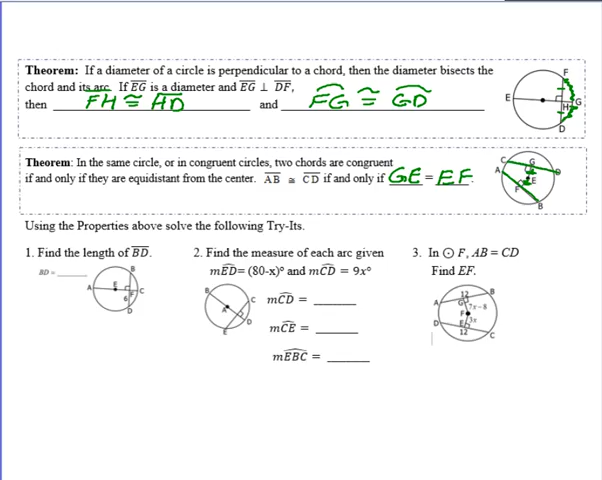 Theorem: If a diameter of a circle is perpendicular to a chord, then the diameter bisects the
chord and its arc. If EG is a diameter and EG ⊥ DF,
then FH ≅ HD and FG ≅ GD
F
E
H
G
D
Theorem: In the same circle, or in congruent circles, two chords are congruent
if and only if they are equidistant from the center. AB ≅ CD if and only if GE = EF.
C
G
D
A
E
F
B
Using the Properties above solve the following Try-Its.
1. Find the length of BD.
2. Find the measure of each arc given
3. In ⊙ F, AB = CD
BD = ______
mED= (80-x)° and mCD = 9x°
Find EF.
B
A
E
F
C
6
D
B
C
A
D
E
mCD = ______
mCE = ______
mEBC = ______
12
B
A
G
7x - 8
F
D
E
3x
12
C